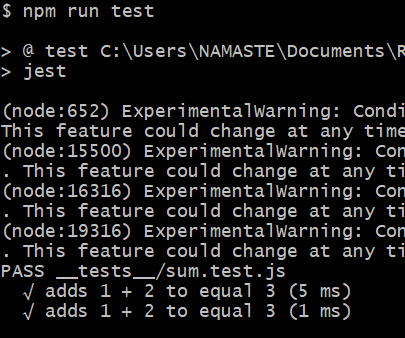 $ npm run test
> @ test C:\Users\NAMASTE\Documents\R
> jest
(node:652) ExperimentalWarning: Condi
This feature could change at any time
(node:15500) ExperimentalWarning: Con
. This feature could change at any ti
(node:16316) ExperimentalWarning: Con
. This feature could change at any ti
(node:19316) ExperimentalWarning: Con
. This feature could change at any ti
PASS __tests__/sum.test.js
√ adds 1 + 2 to equal 3 (5 ms)
√ adds 1 + 2 to equal 3 (1 ms)